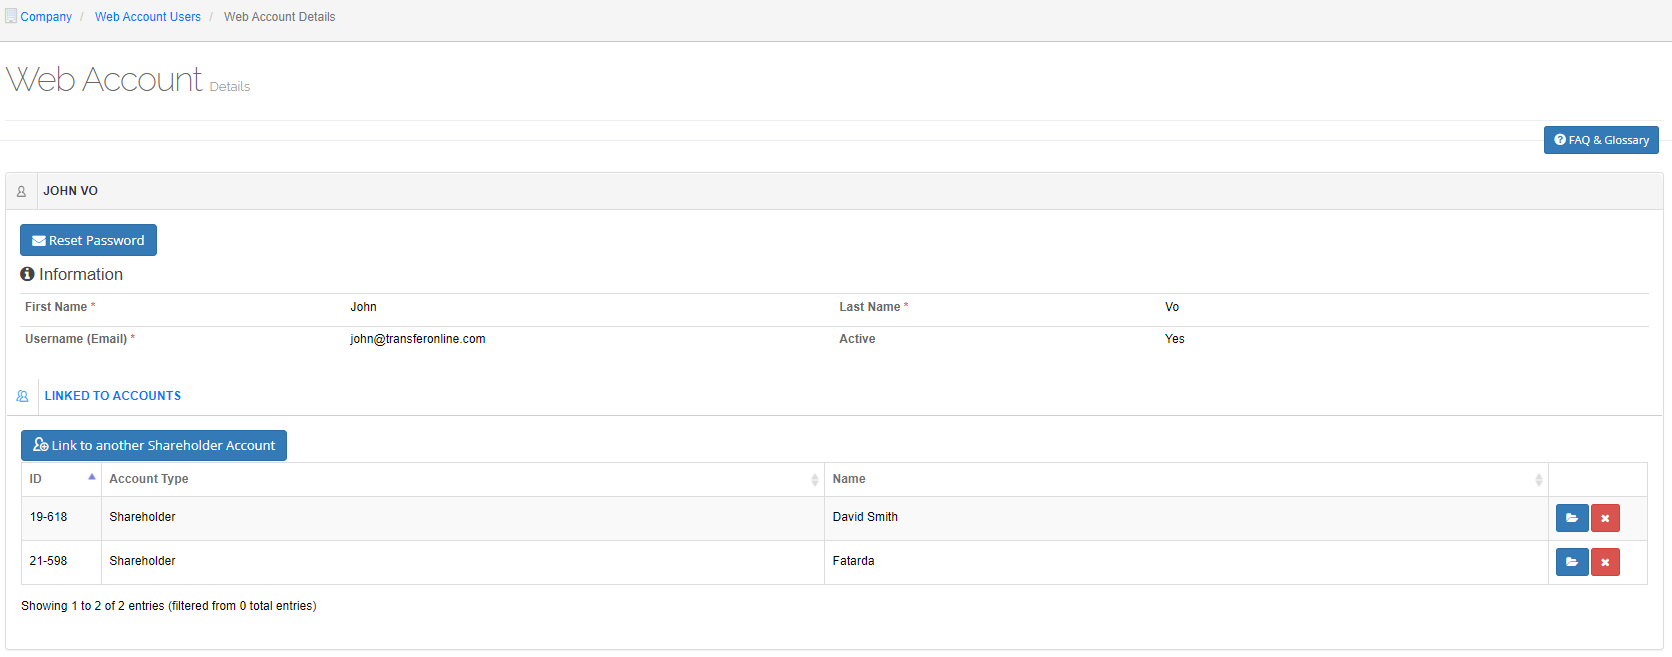 Company / Web Account Users / Web Account Details
Web Account Details
FAQ & Glossary
JOHN VO
Reset Password
Information
First Name * John Last Name * Vo
Username (Email) * john@transferonline.com Active Yes
LINKED TO ACCOUNTS
Link to another Shareholder Account
ID Account Type Name
19-618 Shareholder David Smith
21-598 Shareholder Fatarda
Showing 1 to 2 of 2 entries (filtered from 0 total entries)